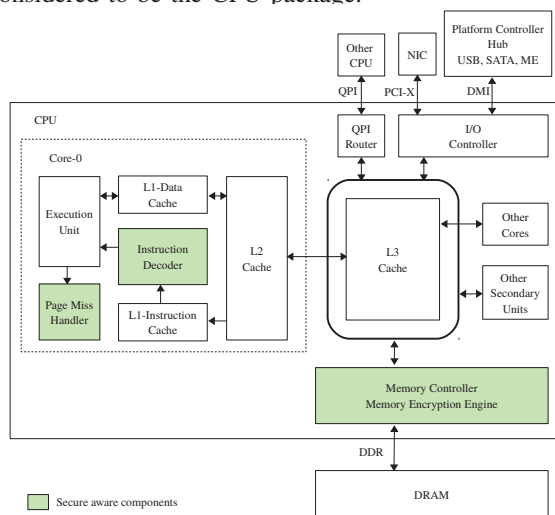 onsidered to be the CPU package.
Other
CPU
NIC
Platform Controller
Hub
USB, SATA, ME
QPI
PCI-X
DMI
CPU
QPI
Router
I/O
Controller
Core-0
Execution
Unit
L1-Data
Cache
Instruction
Decoder
L2
Cache
L3
Cache
Other
Cores
Page Miss
Handler
L1-Instruction
Cache
Other
Secondary
Units
Memory Controller
Memory Encryption Engine
DDR
DRAM
Secure aware components